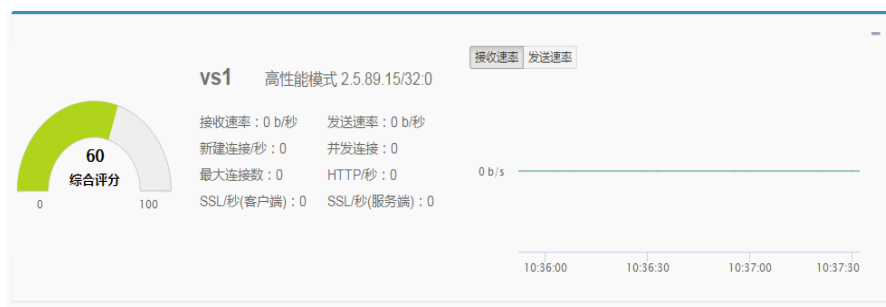 接收速率 发送速率
vs1 高性能模式 2.5.89.15/32:0
接收速率：0 b/秒 发送速率：0 b/秒
新建连接/秒：0 并发连接：0
最大连接数：0 HTTP/秒：0
SSL/秒(客户端)：0 SSL/秒(服务端)：0
60
综合评分
0 100
0 b/s
10:36:00 10:36:30 10:37:00 10:37:30